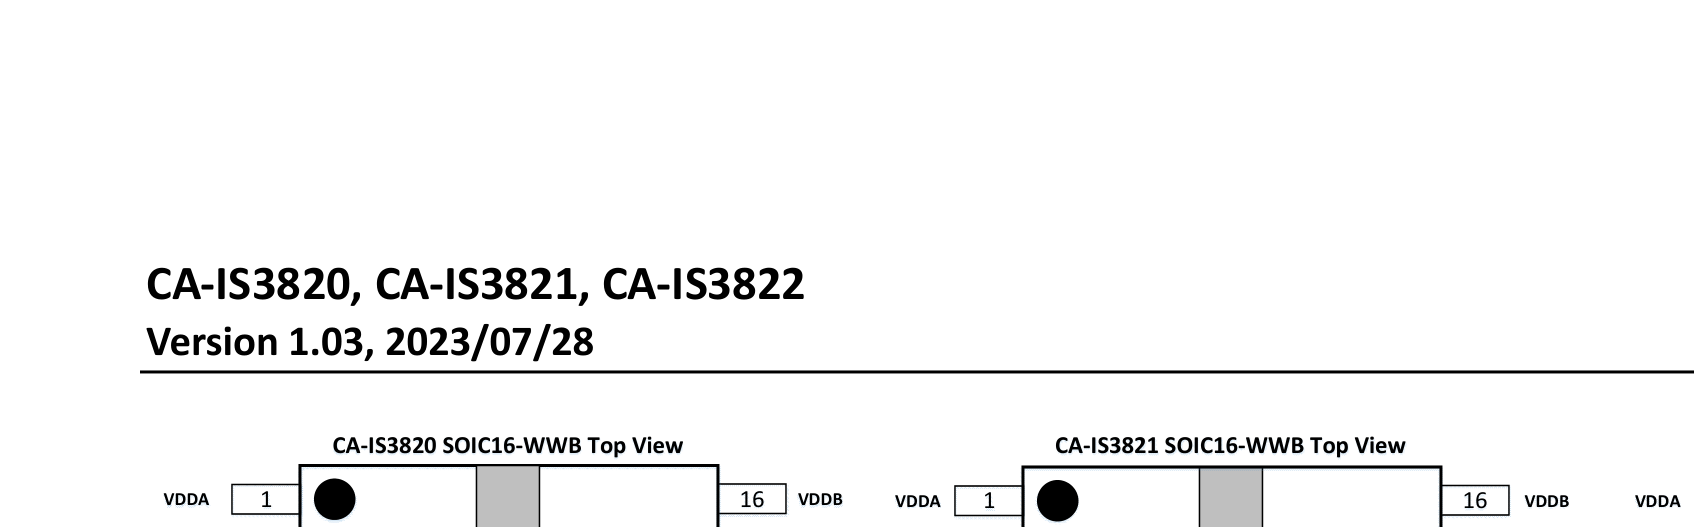 CA-IS3820, CA-IS3821, CA-IS3822
Version 1.03, 2023/07/28
CA-IS3820 SOIC16-WWB Top View CA-IS3821 SOIC16-WWB Top View
VDDA 1 16 VDDB VDDA 1 16 VDDB VDDA